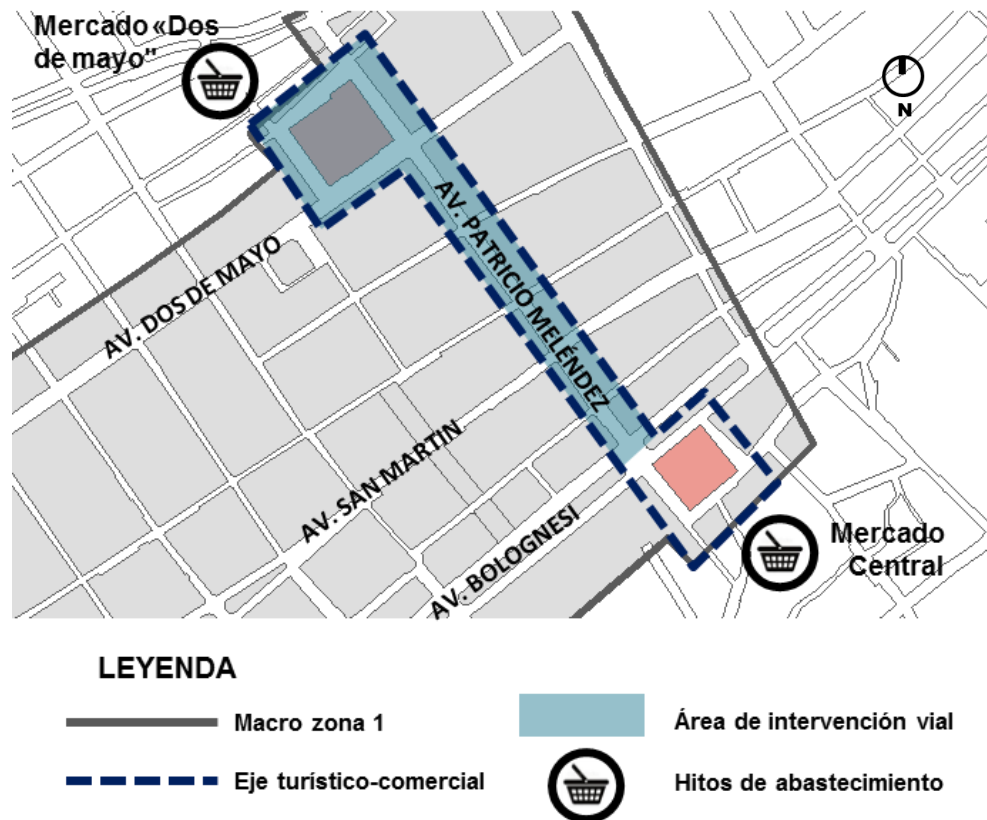 Mercado «Dos
de mayo"
N
AV. PATRICIO MELÉNDEZ
AV. DOS DE MAYO
AV. SAN MARTIN
AV. BOLOGNESI
Mercado
Central
LEYENDA
Macro zona 1
Área de intervención vial
Eje turístico-comercial
Hitos de abastecimiento